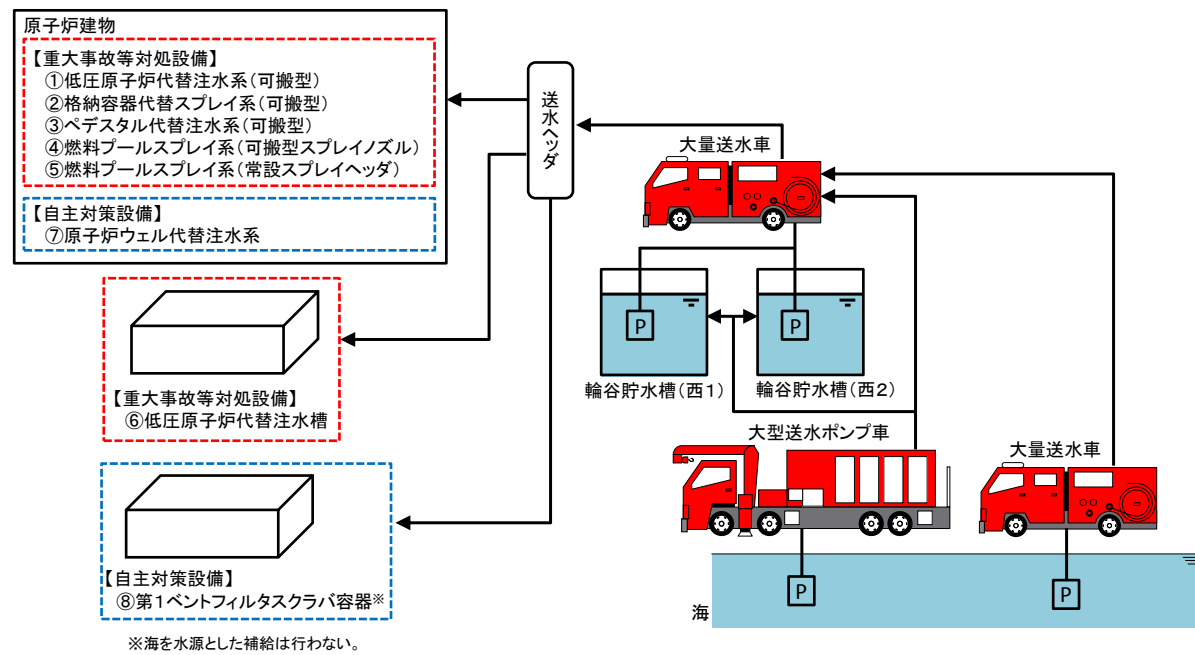 原子炉建物
【重大事故等対処設備】
①低圧原子炉代替注水系(可搬型)
②格納容器代替スプレイ系(可搬型)
③ペデスタル代替注水系(可搬型)
④燃料プールスプレイ系(可搬型スプレイノズル)
⑤燃料プールスプレイ系(常設スプレイヘッダ)
【自主対策設備】
⑦原子炉ウェル代替注水系
【重大事故等対処設備】
⑥低圧原子炉代替注水槽
【自主対策設備】
⑧第1ベントフィルタスクラバ容器※
※海を水源とした補給は行わない。
送水ヘッダ
大量送水車
P
P
輪谷貯水槽(西1)
輪谷貯水槽(西2)
大型送水ポンプ車
大量送水車
海
P
P